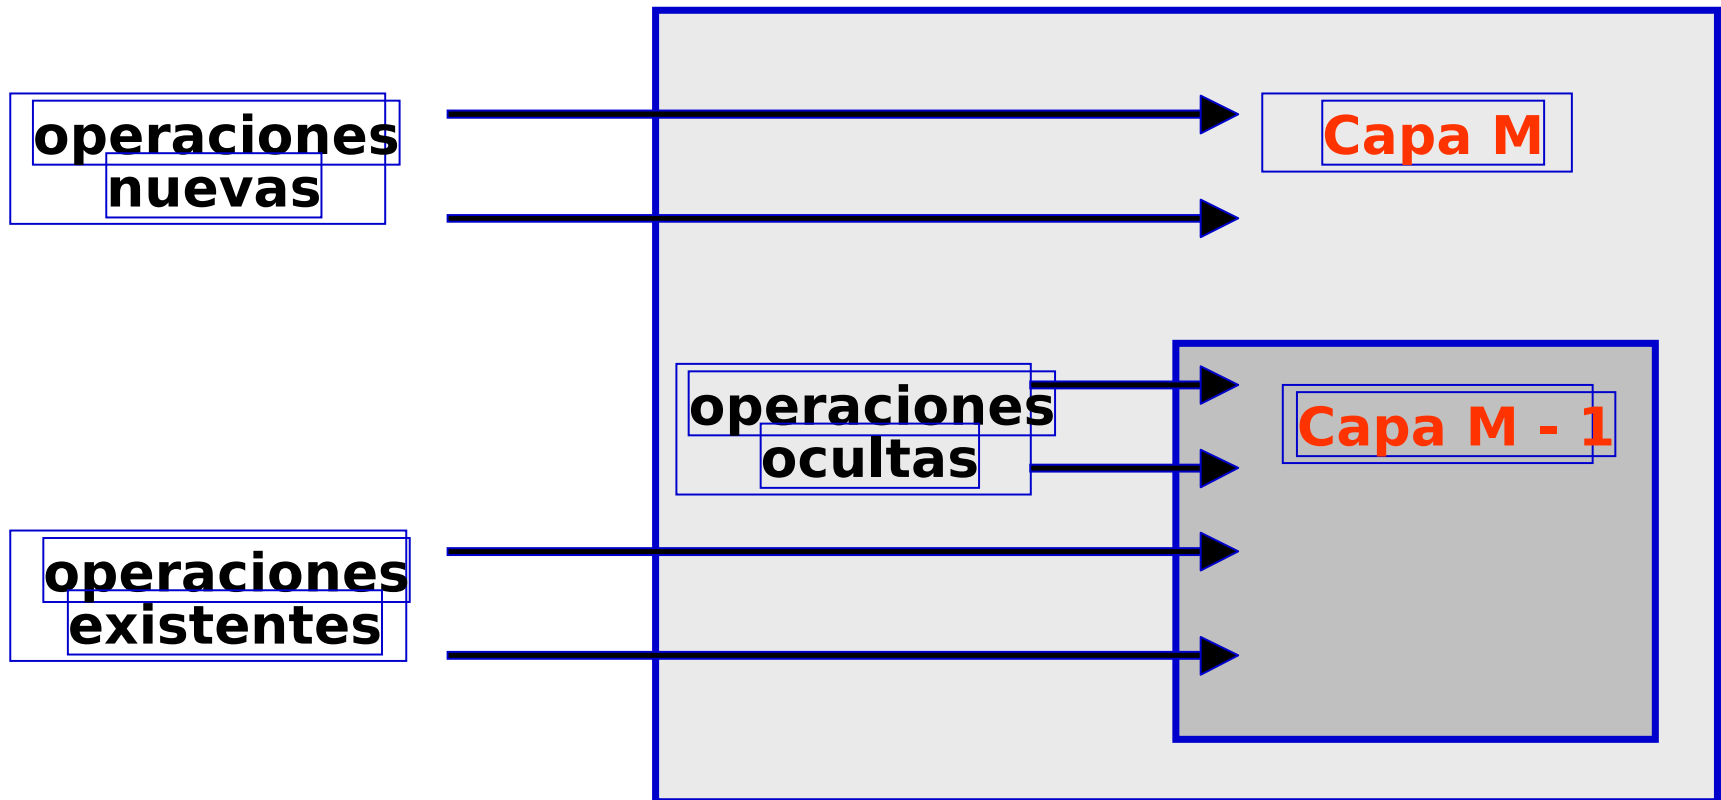 operaciones
nuevas
Capa M
operaciones
ocultas
Capa M - 1
operaciones
existentes